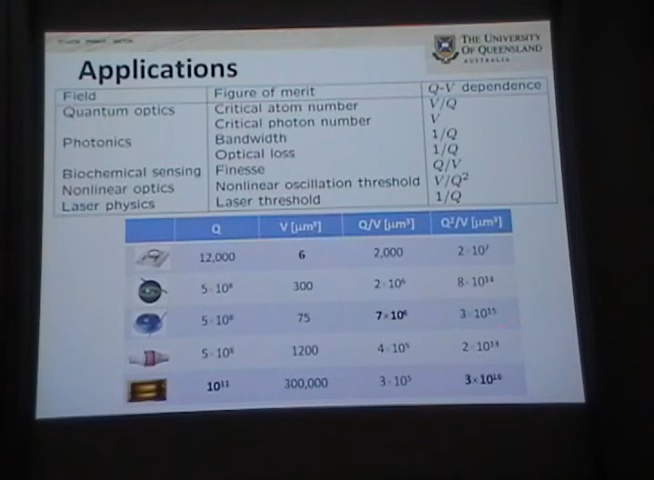 THE UNIVERSITY
OF QUEENSLAND
AUSTRALIA
Applications
Field Figure of merit Q-V dependence
Quantum optics Critical atom number V/Q
Critical photon number V
Photonics Bandwidth 1/Q
Optical loss 1/Q
Biochemical sensing Finesse Q/V
Nonlinear optics Nonlinear oscillation threshold V/Q²
Laser physics Laser threshold 1/Q
Q V [µm³] Q/V [µm³] Q²/V [µm³]
12,000 6 2,000 2·10⁷
300
75
1200
10¹¹ 300,000 3·10⁵ 3×10¹⁶